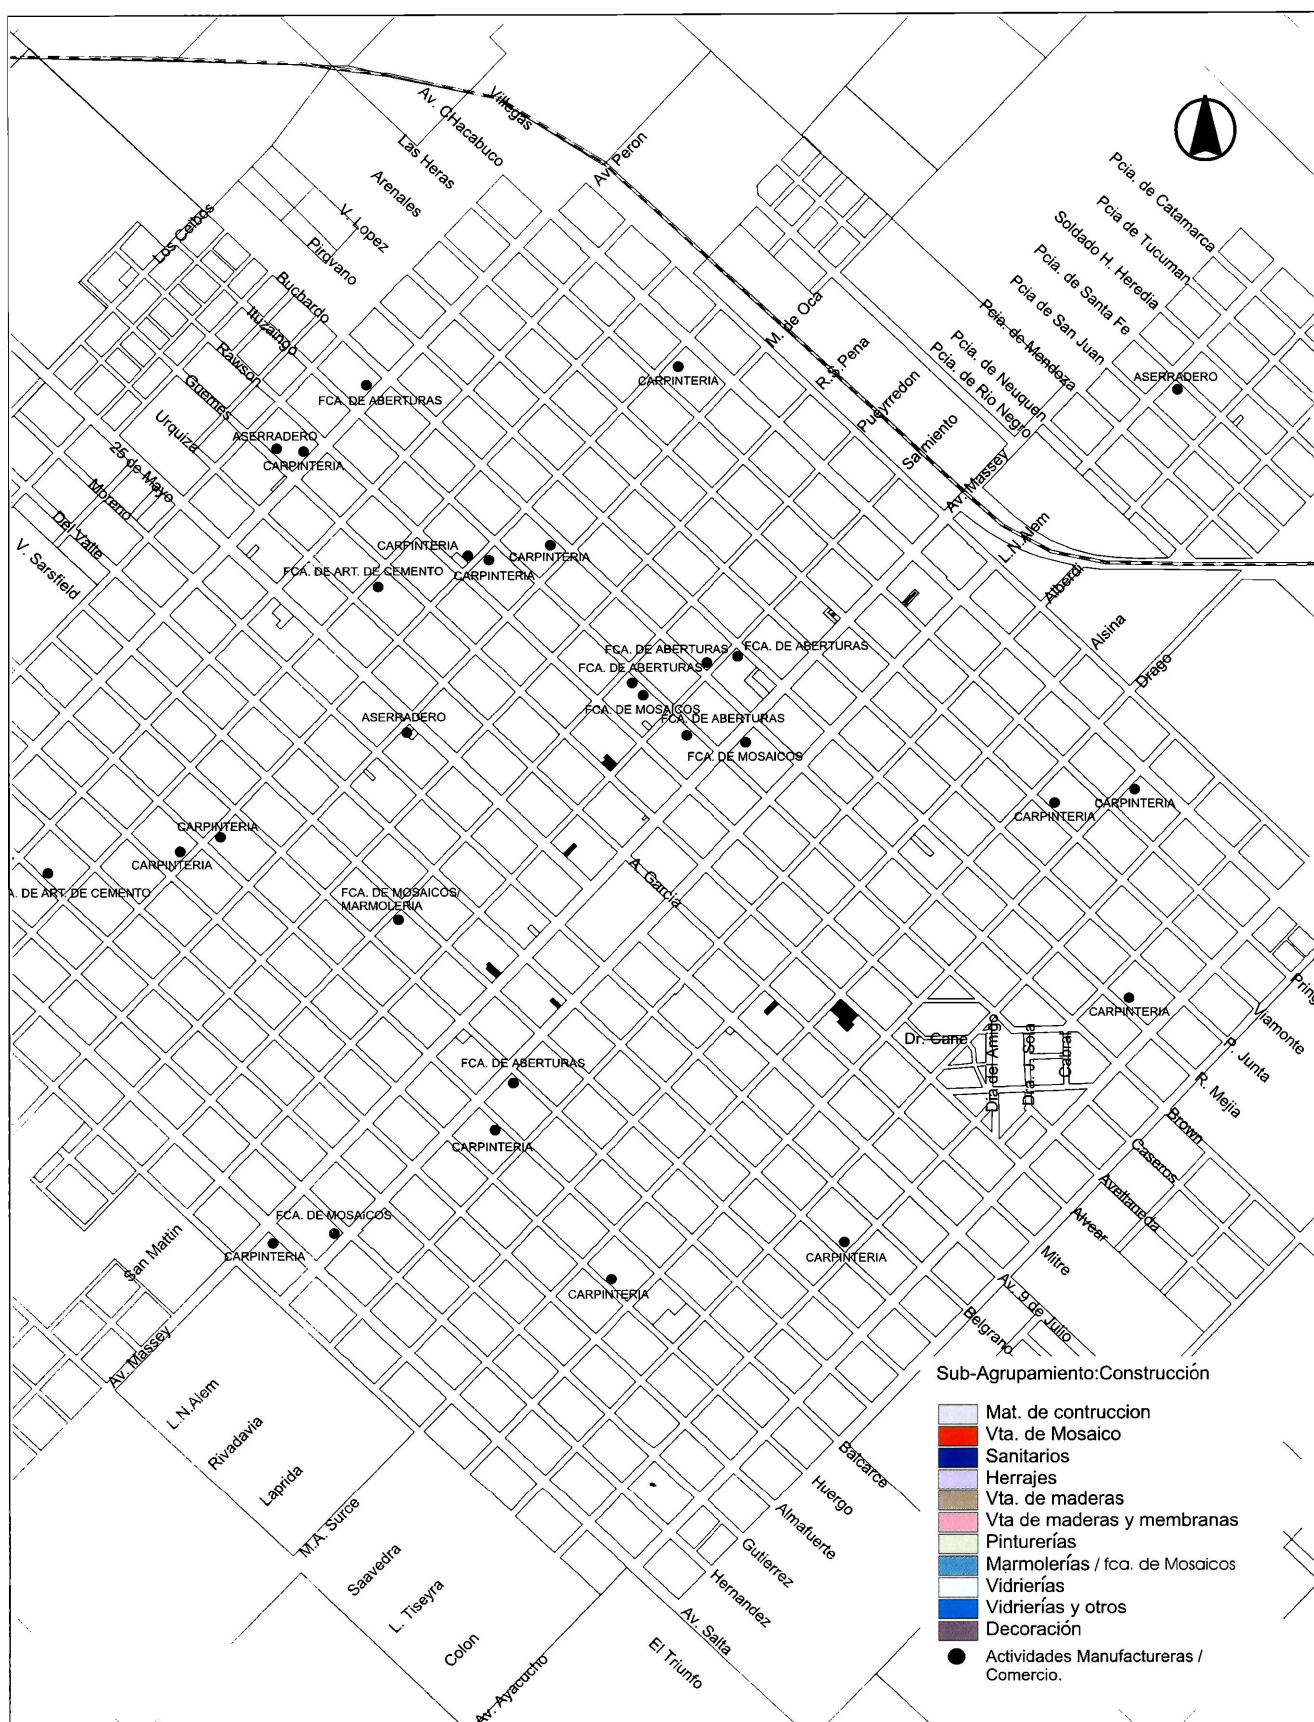 Villegas
Av. CHacabuco
Las Heras
Av. Peron
Arenales
V. Lopez
Pirovano
Los Ceibos
Buchardo
Ituzaingo
Rawson
Guemes
Urquiza
25 de Mayo
Moreno
Del Valle
V. Sarsfield
Pcia. de Catamarca
Pcia de Tucuman
Soldado H. Heredia
Pcia. de Santa Fe
Pcia de San Juan
Pcia. de Mendoza
Pcia. de Neuquen
Pcia. de Rio Negro
M. de Oca
R.S.Pena
Pueyrredon
Sarmiento
Av. Massey
L.N.Alem
Alberdi
Alsina
Drago
CARPINTERIA
ASERRADERO
FCA. DE ABERTURAS
ASERRADERO
CARPINTERIA
CARPINTERIA
CARPINTERIA
CARPINTERIA
FCA. DE ART. DE CEMENTO
FCA. DE ABERTURAS
FCA. DE ABERTURAS
FCA. DE ABERTURAS
FCA. DE MOSAICOS
FCA. DE ABERTURAS
FCA. DE MOSAICOS
ASERRADERO
CARPINTERIA
CARPINTERIA
CARPINTERIA
CARPINTERIA
A. DE ART. DE CEMENTO
FCA. DE MOSAICOS/
MARMOLERIA
A. Garcia
CARPINTERIA
Dr. Cane
Dra del Amigo
Dra. J. Sola
Cabral
Pring
Viamonte
P. Junta
R. Mejia
Brown
Caseros
Avellaneda
Alvear
Mitre
Av. 9 de Julio
Belgrano
FCA. DE ABERTURAS
CARPINTERIA
FCA. DE MOSAICOS
CARPINTERIA
CARPINTERIA
CARPINTERIA
San Mattin
Av. Massey
L.N.Alem
Rivadavia
Laprida
M.A. Surce
Saavedra
L. Tiseyra
Colon
Av. Ayacucho
Balcarce
Huergo
Almafuerte
Gutierrez
Hernandez
Av. Salta
El Triunfo
Sub-Agrupamiento:Construcción
Mat. de contruccion
Vta. de Mosaico
Sanitarios
Herrajes
Vta. de maderas
Vta de maderas y membranas
Pinturerías
Marmolerías / fca. de Mosaicos
Vidrierías
Vidrierías y otros
Decoración
Actividades Manufactureras /
Comercio.